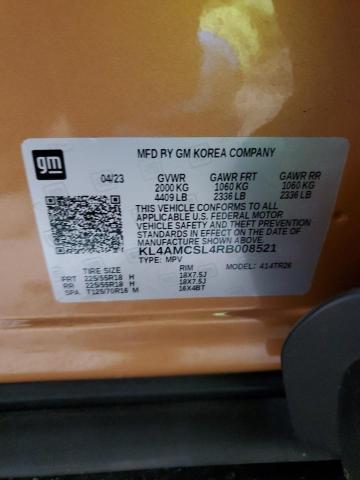 gm
MFD BY GM KOREA COMPANY
04/23 GVWR GAWR FRT GAWR RR
2000 KG 1060 KG 1060 KG
4409 LB 2336 LB 2336 LB
THIS VEHICLE CONFORMS TO ALL
APPLICABLE U.S. FEDERAL MOTOR
VEHICLE SAFETY AND THEFT PREVENTION
STANDARDS IN EFFECT ON THE DATE OF
MANUFACTURE SHOWN ABOVE.
KL4AMCSL4RB008521
TYPE: MPV MODEL: 414TR26
TIRE SIZE RIM
FRT 225/55R18 H 18X7.5J
RR 225/55R18 H 18X7.5J
SPA T125/70R16 M 16X4BT